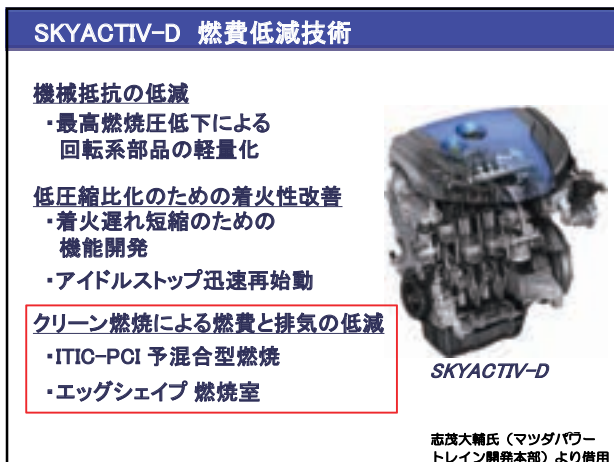 SKYACTIV-D 燃費低減技術
機械抵抗の低減
・最高燃焼圧低下による
回転系部品の軽量化
低圧縮比化のための着火性改善
・着火遅れ短縮のための
機能開発
・アイドルストップ迅速再始動
クリーン燃焼による燃費と排気の低減
・ITIC-PCI 予混合型燃焼
・エッグシェイプ 燃焼室
SKYACTIV-D
志茂大輔氏（マツダパワー
トレイン開発本部）より借用